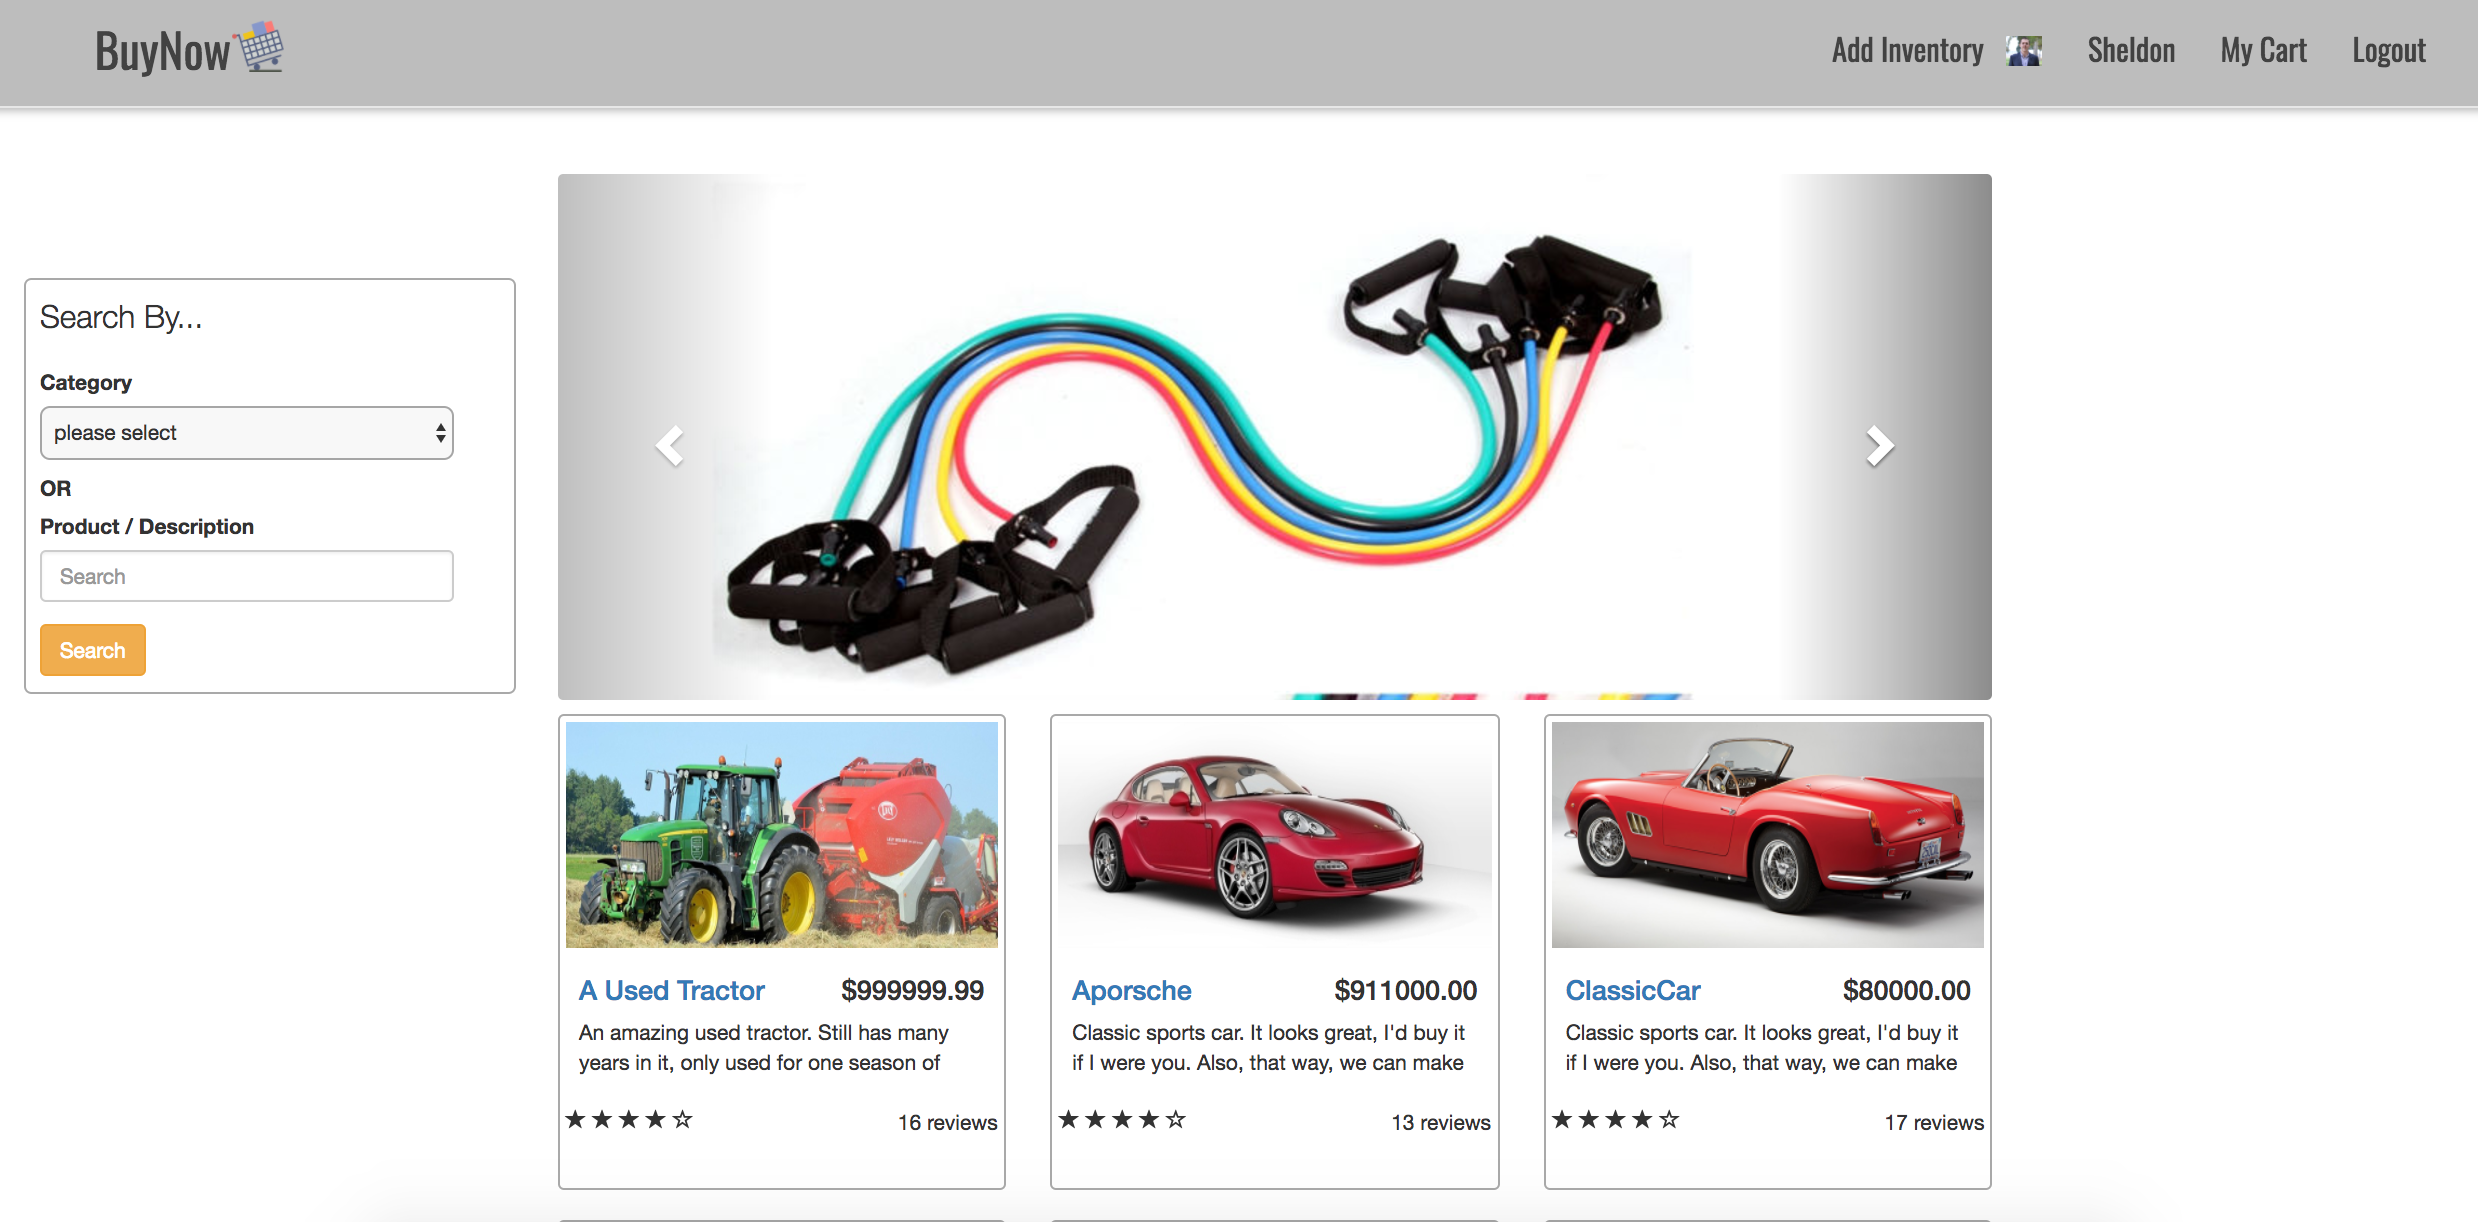 BuyNow
Add Inventory Sheldon My Cart Logout
Search By...
Category
please select
OR
Product / Description
Search
Search
A Used Tractor $999999.99
An amazing used tractor. Still has many
years in it, only used for one season of
16 reviews
Aporsche $911000.00
Classic sports car. It looks great, I'd buy it
if I were you. Also, that way, we can make
13 reviews
ClassicCar $80000.00
Classic sports car. It looks great, I'd buy it
if I were you. Also, that way, we can make
17 reviews